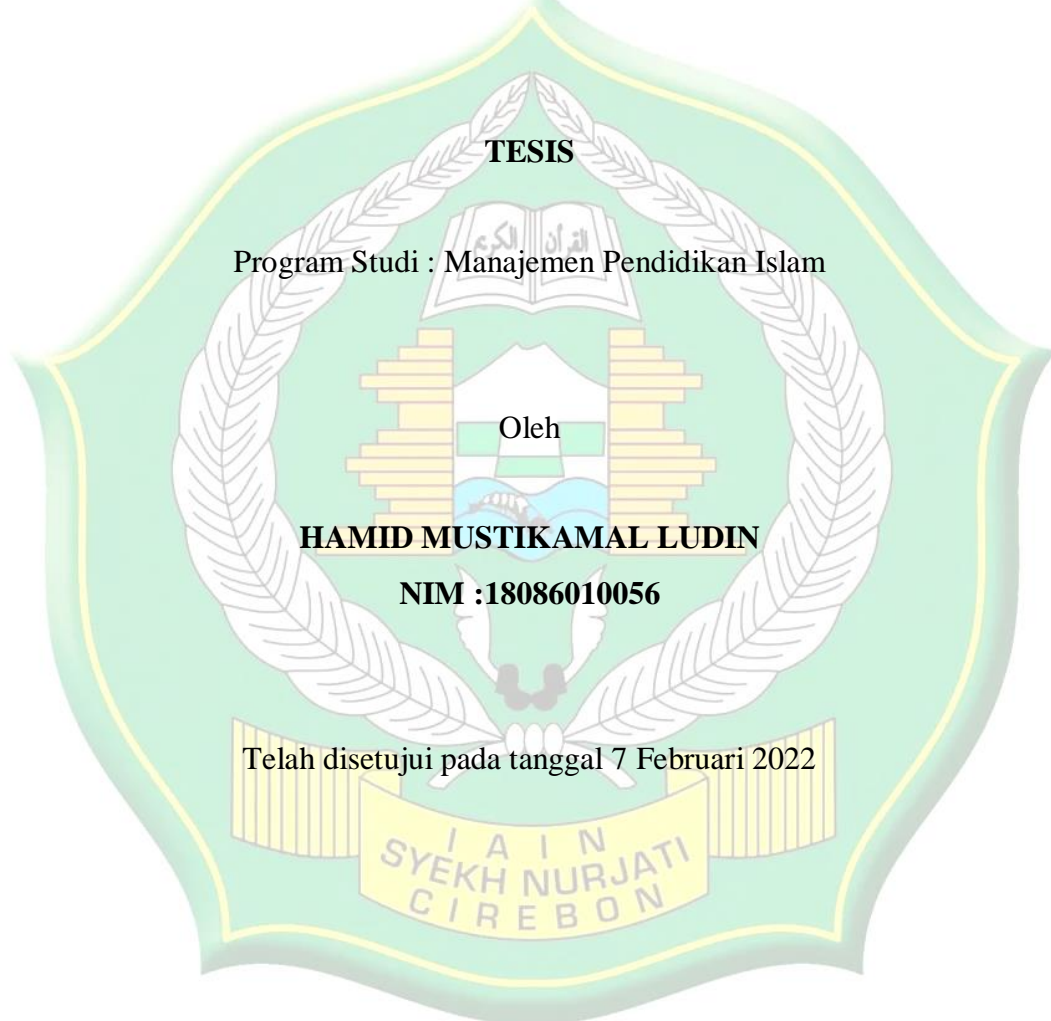 TESIS
القرآن الكريم
Program Studi : Manajemen Pendidikan Islam
Oleh
HAMID MUSTIKAMAL LUDIN
NIM :18086010056
Telah disetujui pada tanggal 7 Februari 2022
IAIN
SYEKH NURJATI
CIREBON